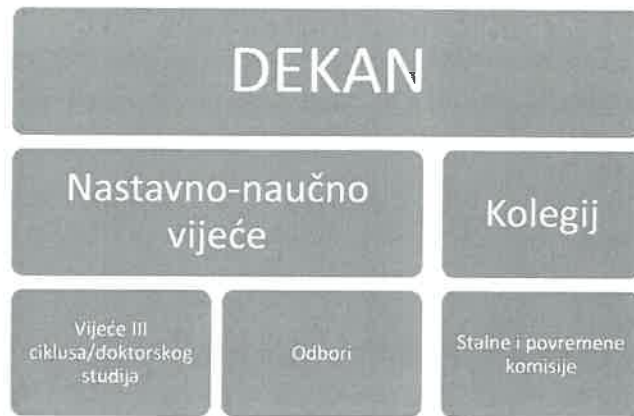 DEKAN
Nastavno-naučno
vijeće
Kolegij
Vijeće III
ciklusa/doktorskog
studija
Odbori
Stalne i povremene
komisije